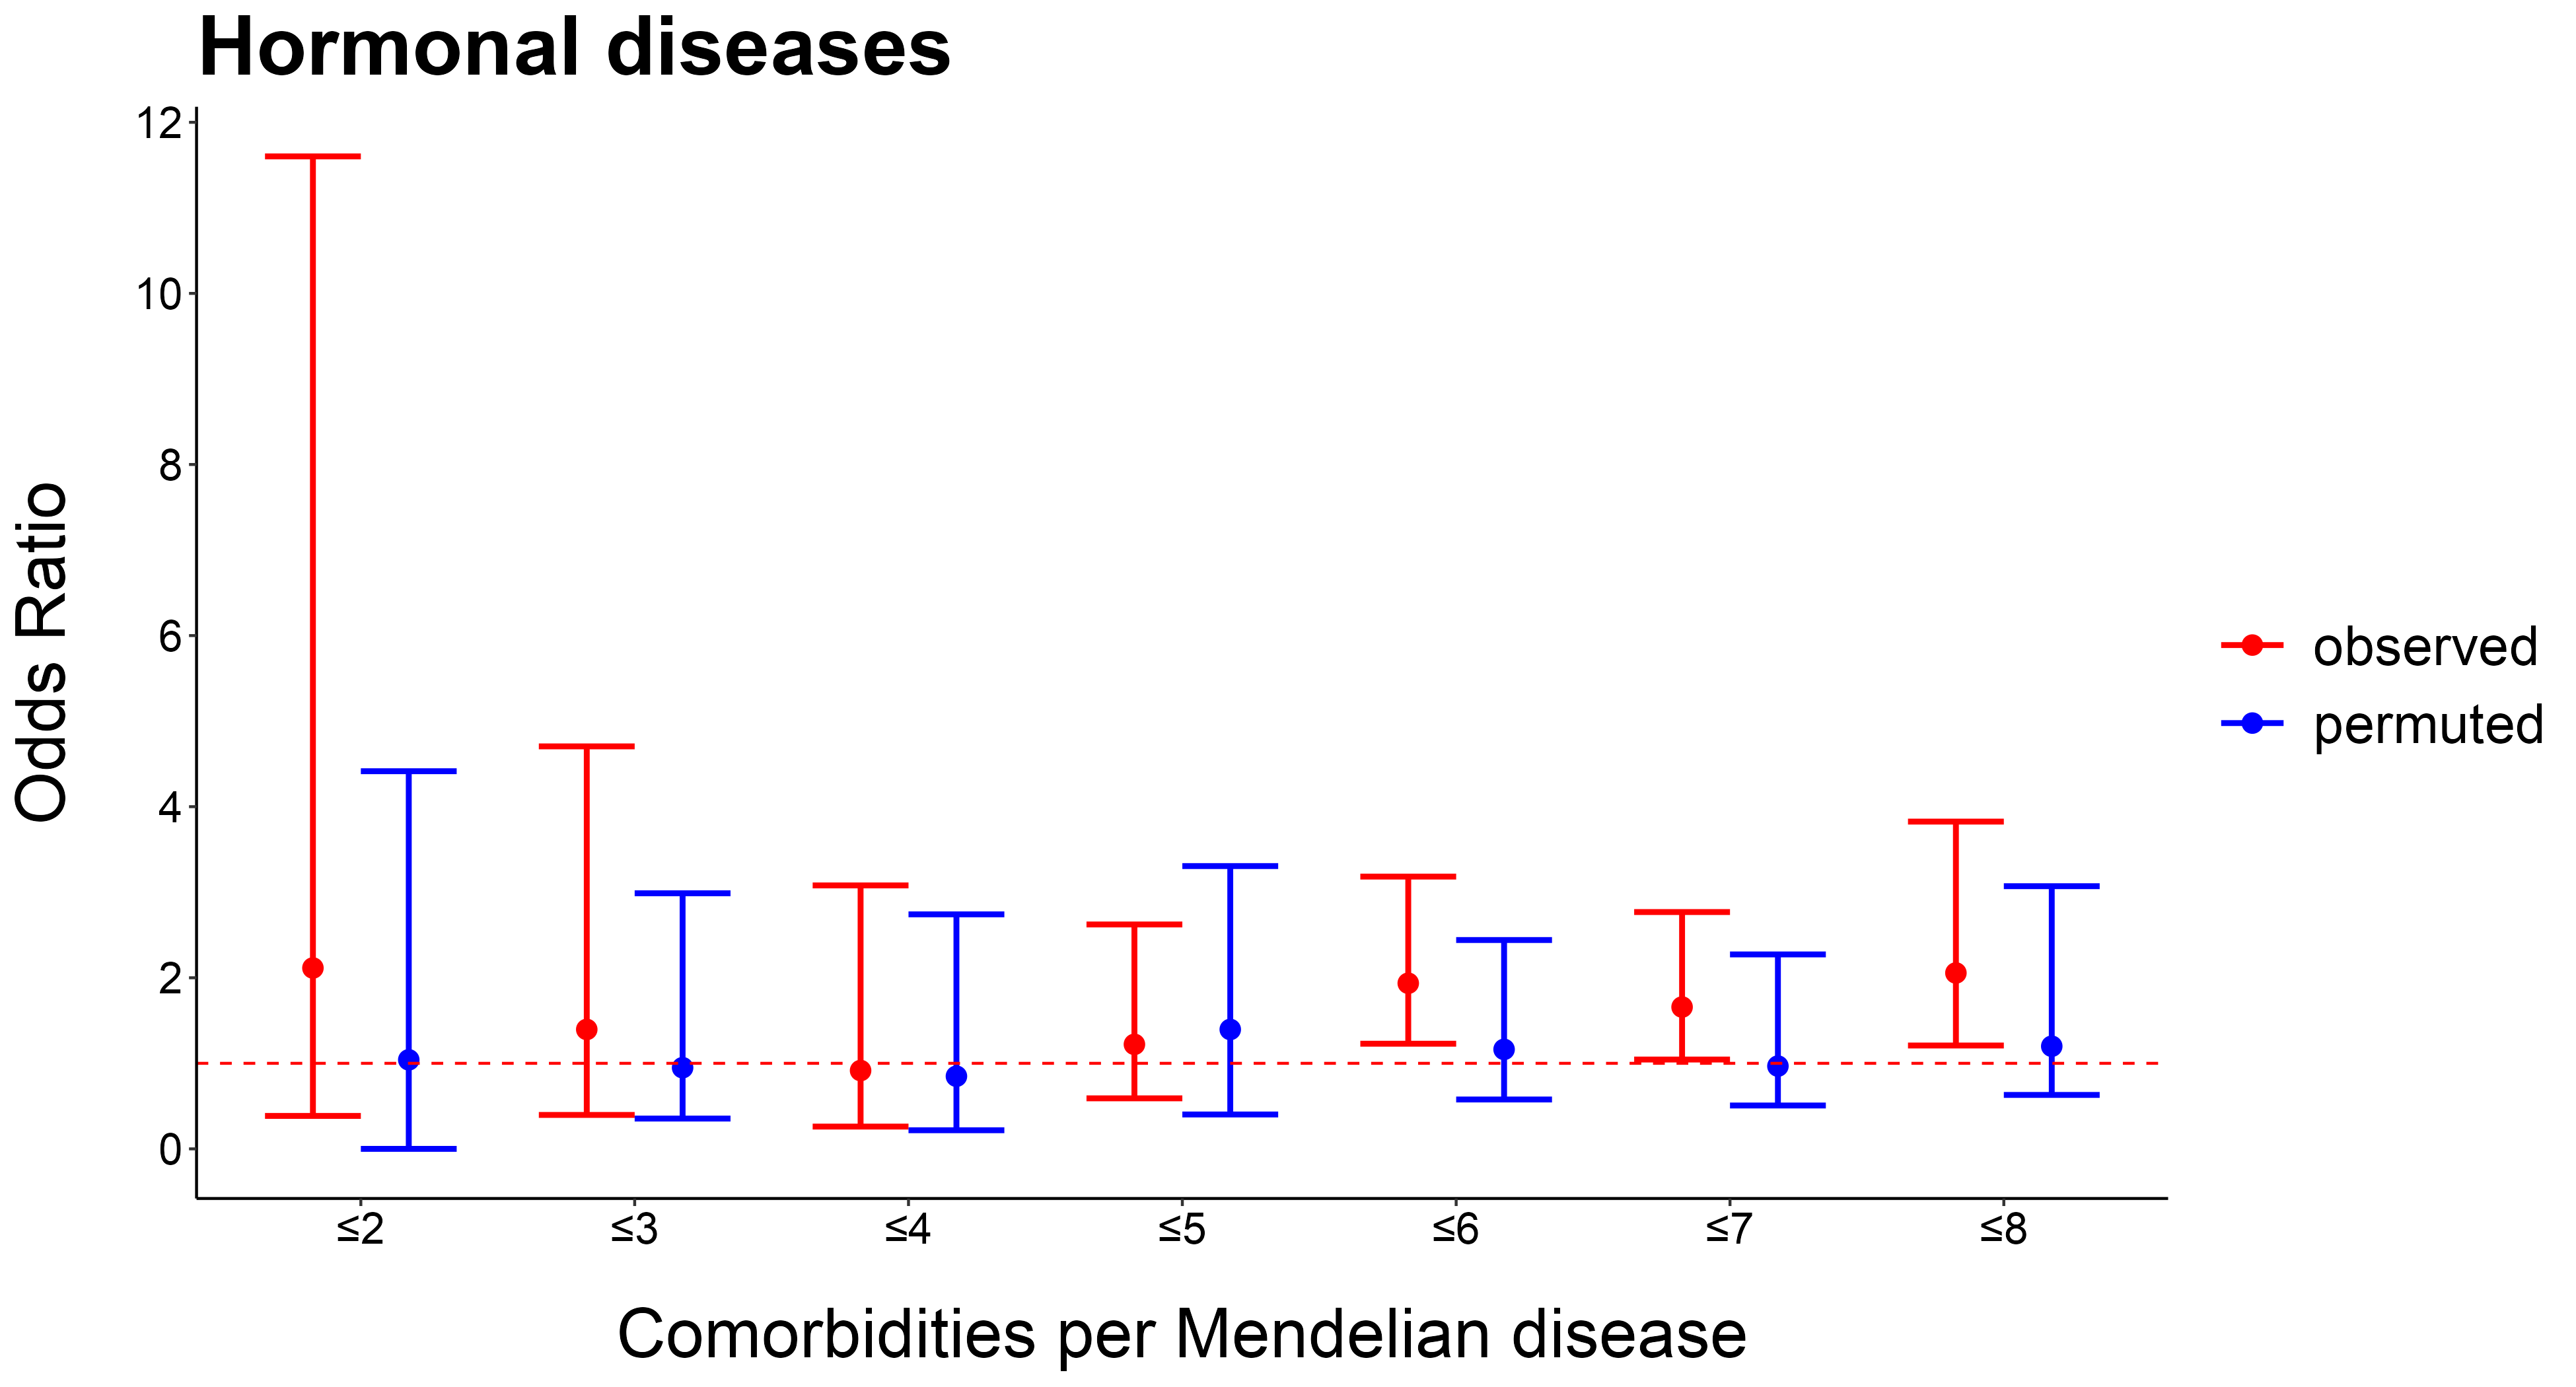 Hormonal diseases
12
10
8
6
4
2
0
Odds Ratio
≤2 ≤3 ≤4 ≤5 ≤6 ≤7 ≤8
Comorbidities per Mendelian disease
observed
permuted